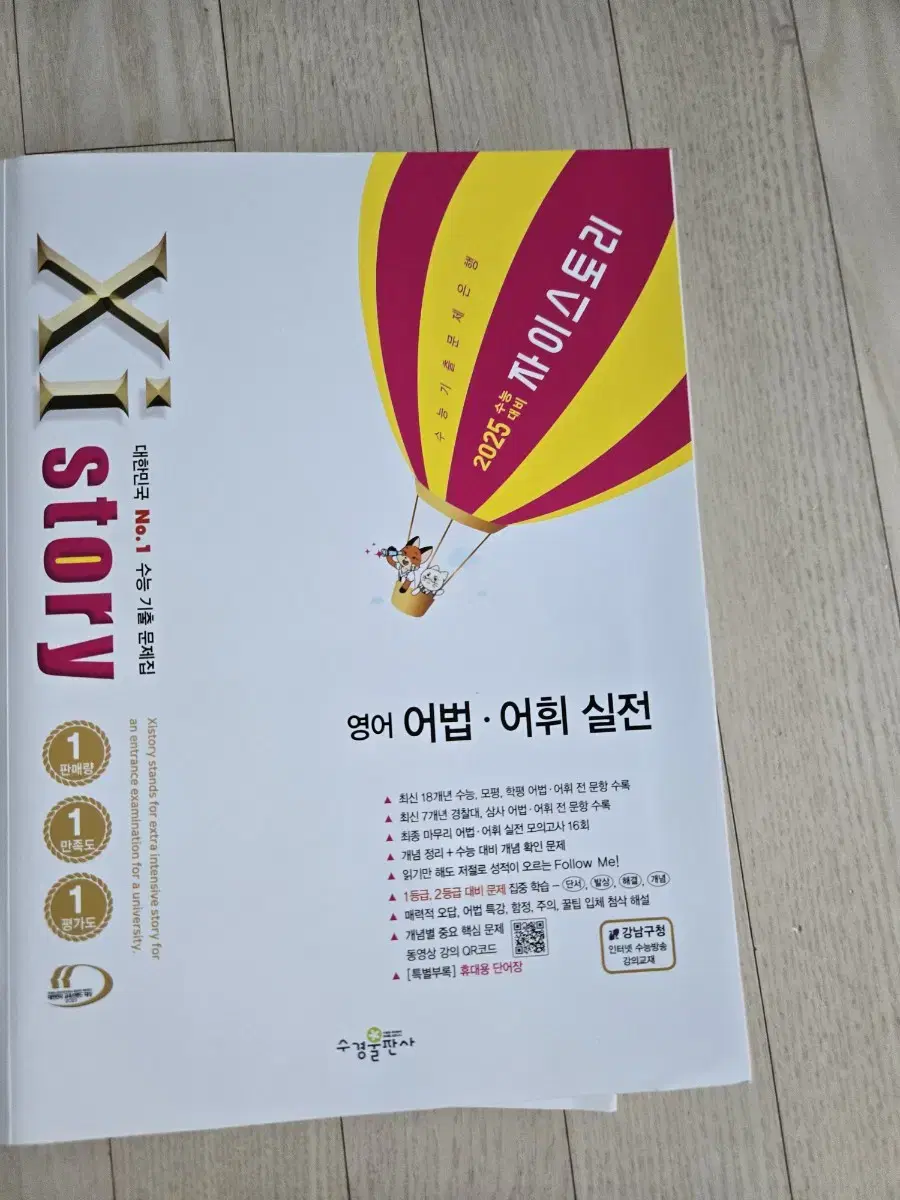 Xi story
대한민국 No.1 수능 기출 문제집
Xistory stands for extra intensive story for
an entrance examination for a university.
1
판매량
1
만족도
1
평가도
수능기출문제은행
2025 수능 대비 자이스토리
영어 어법·어휘 실전
▲ 최신 18개년 수능, 모평, 학평 어법·어휘 전 문항 수록
▲ 최신 7개년 경찰대, 삼사 어법·어휘 전 문항 수록
▲ 최종 마무리 어법·어휘 실전 모의고사 16회
▲ 개념 정리 + 수능 대비 개념 확인 문제
▲ 읽기만 해도 저절로 성적이 오르는 Follow Me!
▲ 1등급, 2등급 대비 문제 집중 학습 – 단서, 발상, 해결, 개념
▲ 매력적 오답, 어법 특강, 함정, 주의, 꿀팁 입체 첨삭 해설
▲ 개념별 중요 핵심 문제
동영상 강의 QR코드
▲ [특별부록] 휴대용 단어장
강남구청
인터넷 수능방송
강의교재
수경출판사